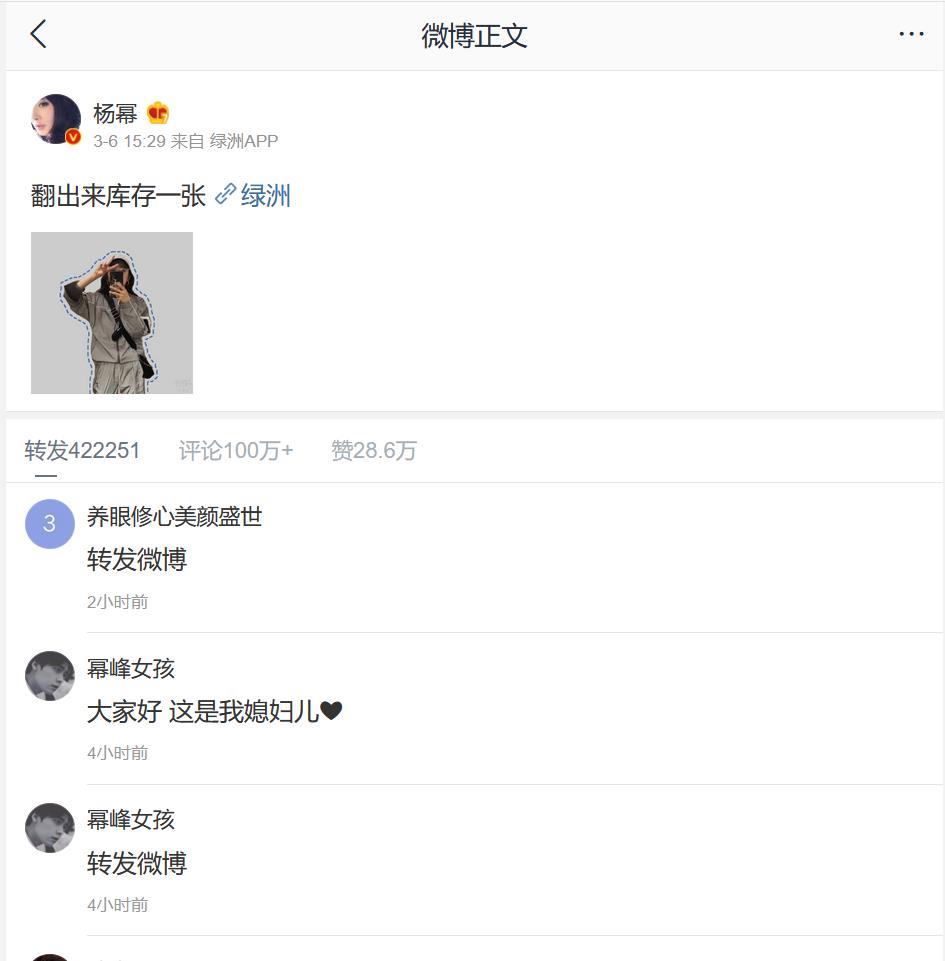 微博正文
杨幂
3-6 15:29 来自 绿洲APP
翻出来库存一张 绿洲
转发422251 评论100万+ 赞28.6万
3
养眼修心美颜盛世
转发微博
2小时前
幂峰女孩
大家好 这是我媳妇儿♥
4小时前
幂峰女孩
转发微博
4小时前